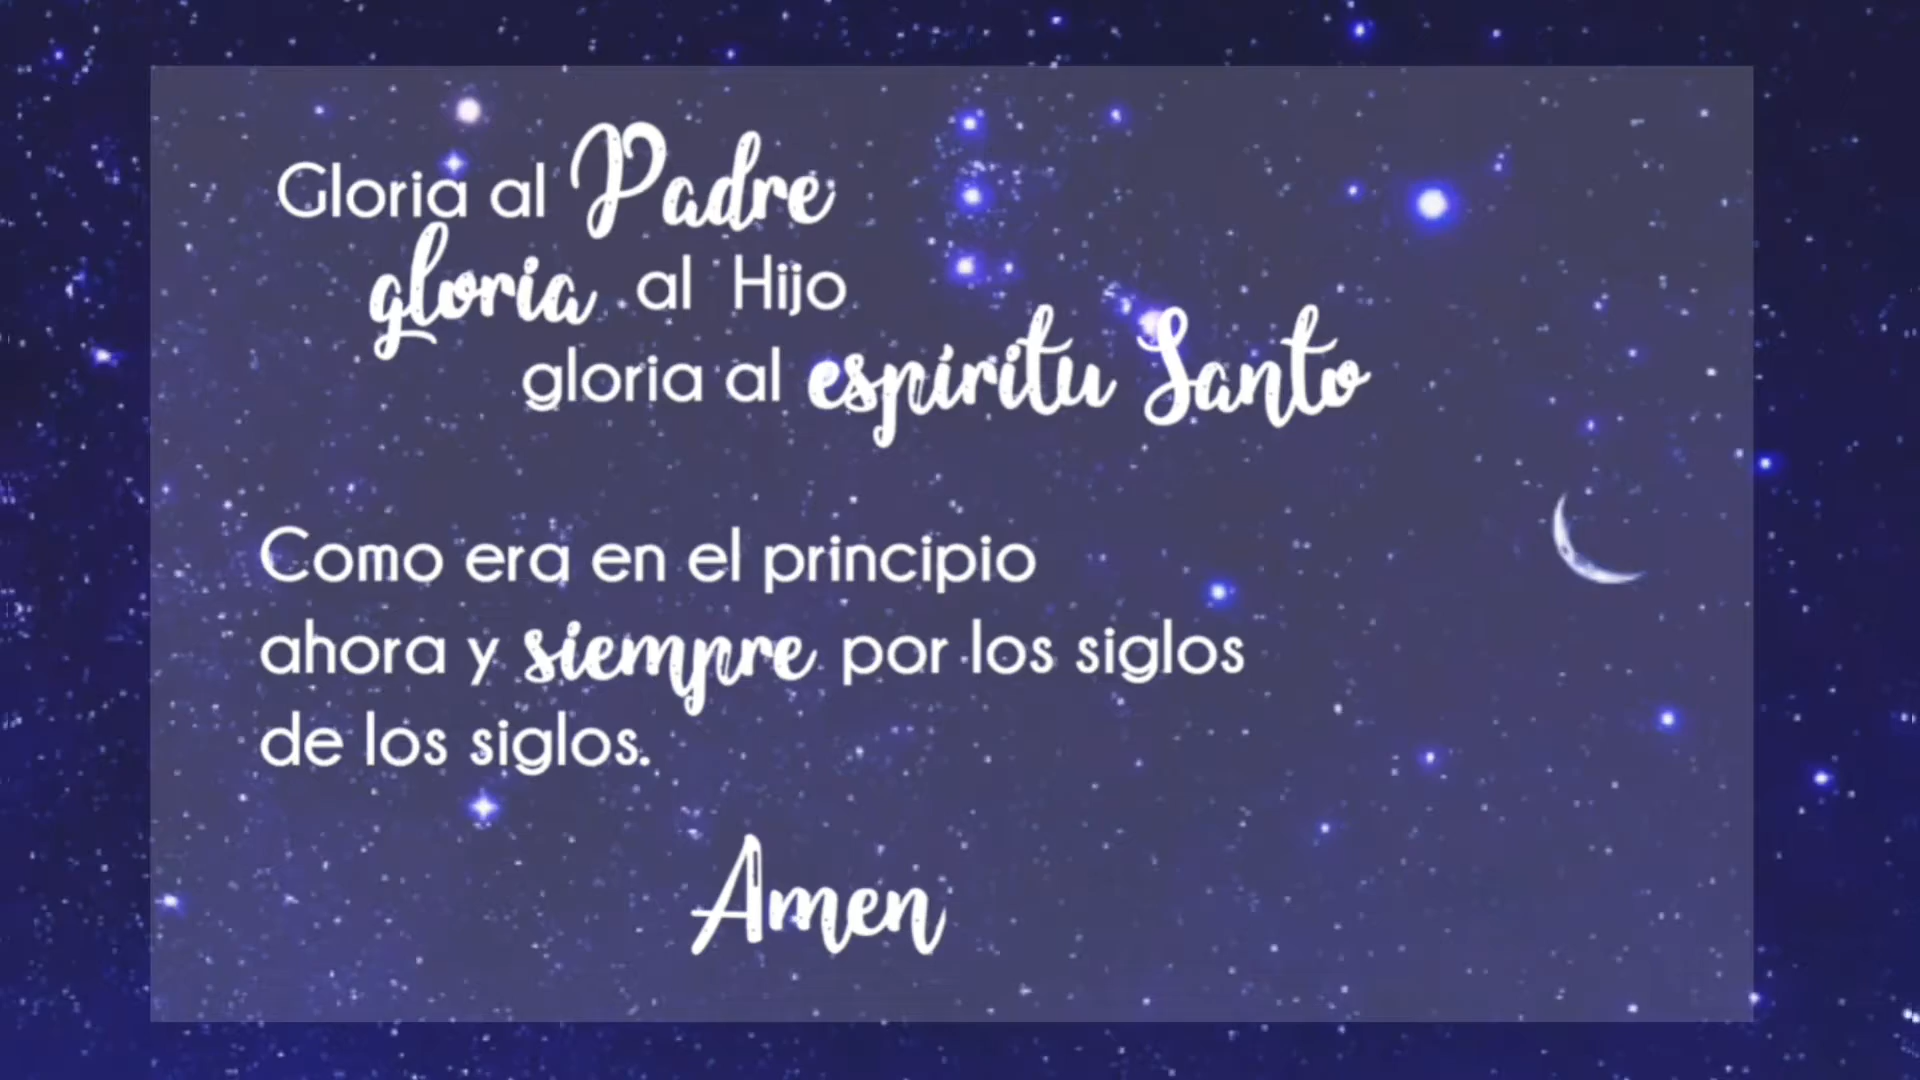 Gloria al Padre
gloria al Hijo
gloria al espíritu Santo
Como era en el principio
ahora y siempre por los siglos
de los siglos.
Amen